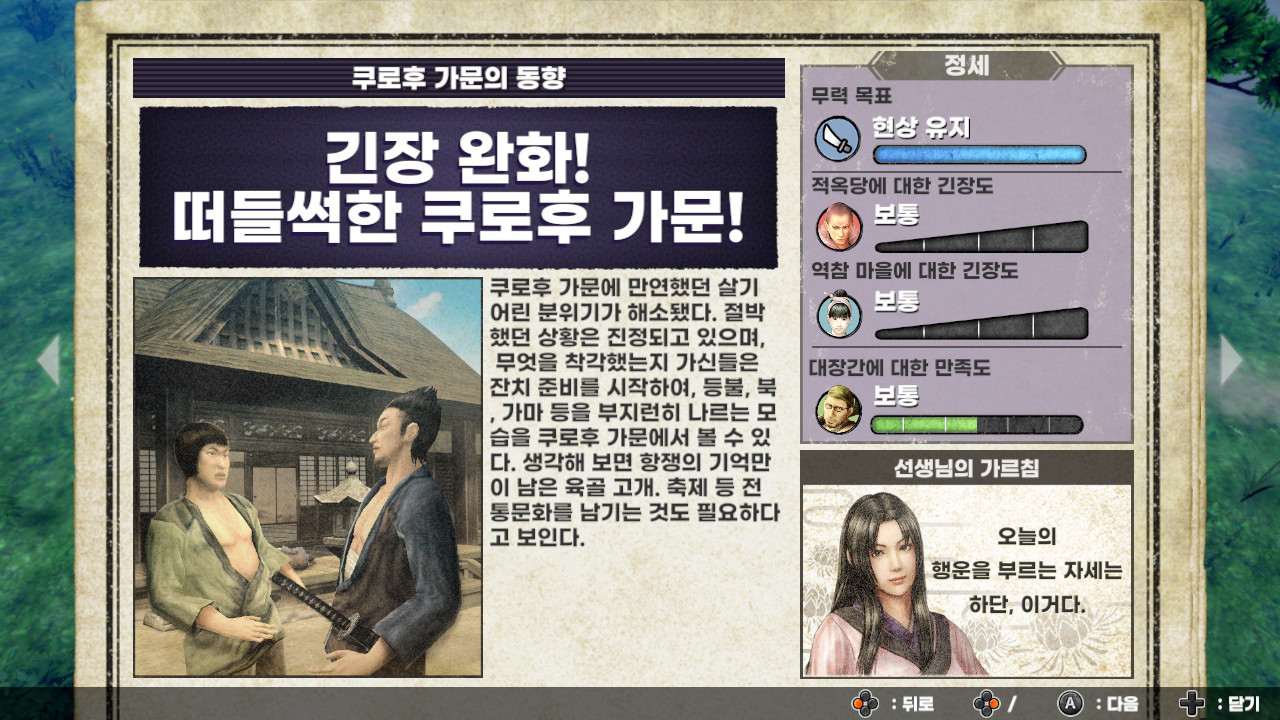 쿠로후 가문의 동향
긴장 완화!
떠들썩한 쿠로후 가문!
쿠로후 가문에 만연했던 살기
어린 분위기가 해소됐다. 절박
했던 상황은 진정되고 있으며,
무엇을 착각했는지 가신들은
잔치 준비를 시작하여, 등불, 북
, 가마 등을 부지런히 나르는 모
습을 쿠로후 가문에서 볼 수 있
다. 생각해 보면 항쟁의 기억만
이 남은 육골 고개. 축제 등 전
통문화를 남기는 것도 필요하다
고 보인다.
정세
무력 목표
현상 유지
적옥당에 대한 긴장도
보통
역참 마을에 대한 긴장도
보통
대장간에 대한 만족도
보통
선생님의 가르침
오늘의
행운을 부르는 자세는
하단, 이거다.
: 뒤로
/
A : 다음
: 닫기